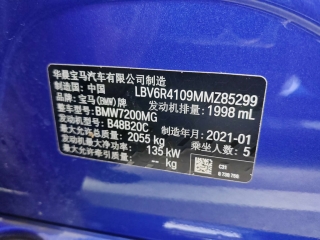 华晨宝马汽车有限公司制造
制造国：中国 LBV6R4109MMZ85299
品牌：宝马(BMW)牌 发动机排量：1998 mL
整车型号：BMW7200MG
发动机型号：B48B20C 制造年月：2021-01
最大允许总质量：2055 kg 乘坐人数：5
发动机最大净功率：135 kW
最大允许牵引质量：-- kg
C31